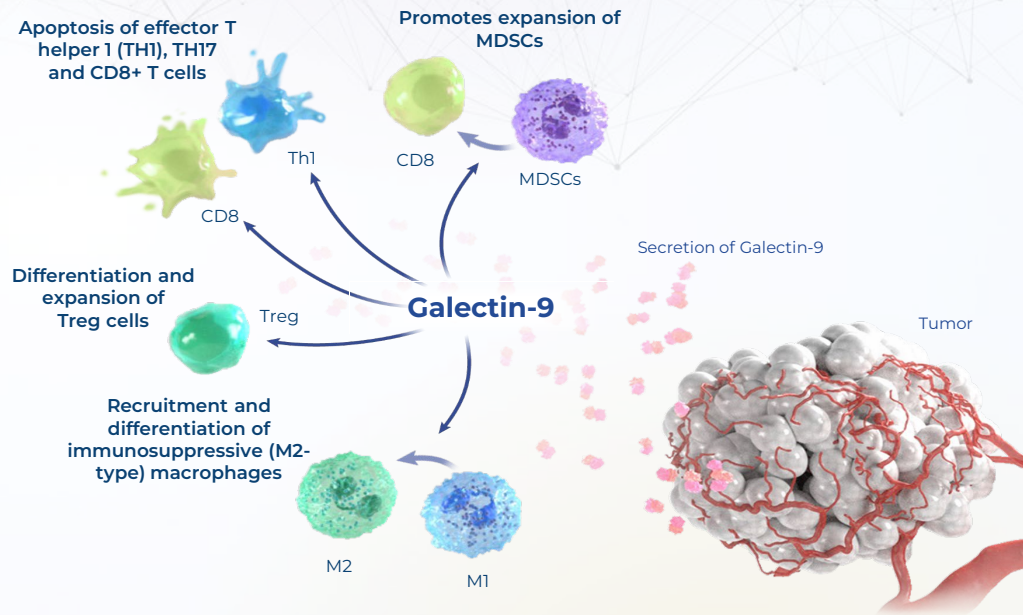 Apoptosis of effector T
helper 1 (TH1), TH17
and CD8+ T cells
Promotes expansion of
MDSCs
Th1
CD8
CD8
MDSCs
Secretion of Galectin-9
Differentiation and
expansion of
Treg cells
Treg
Galectin-9
Tumor
Recruitment and
differentiation of
immunosuppressive (M2-
type) macrophages
M2
M1